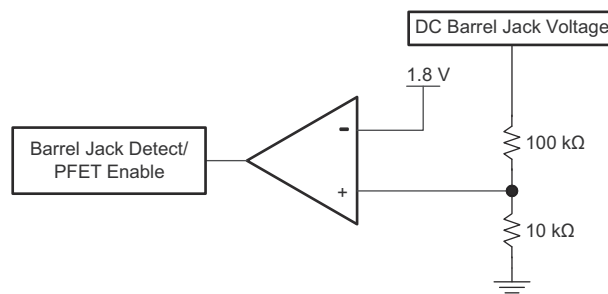 DC Barrel Jack Voltage
1.8 V
Barrel Jack Detect/
PFET Enable
-
+
100 kΩ
10 kΩ